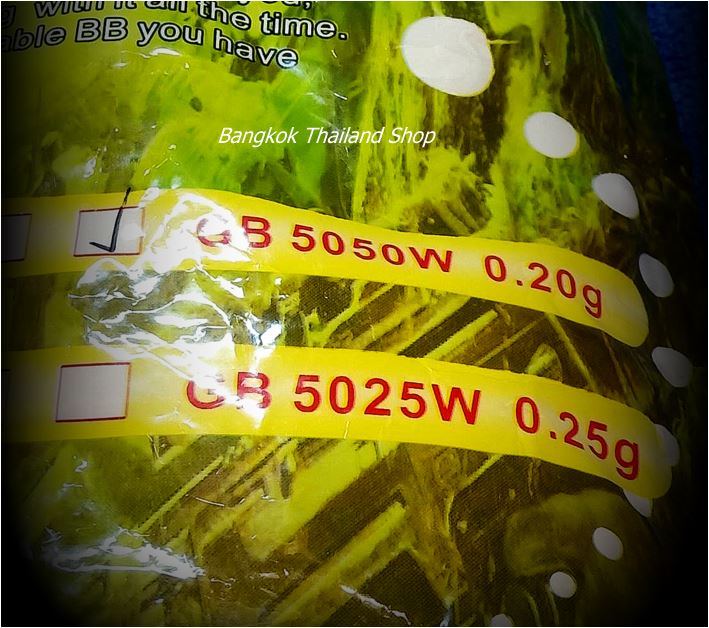 with it all the time.
able BB you have
Bangkok Thailand Shop
GB 5050W 0.20g
GB 5025W 0.25g